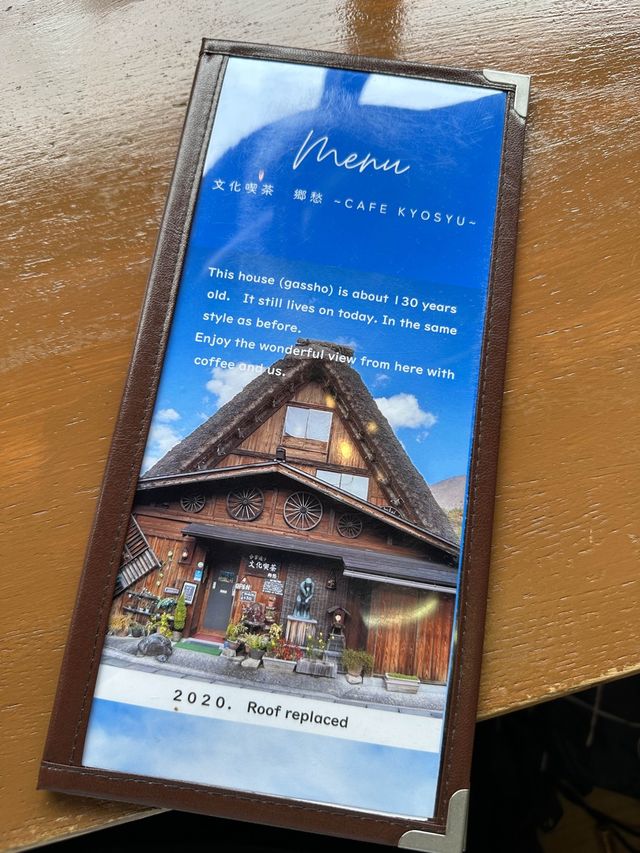 Menu
文化喫茶 郷愁 ~CAFE KYOSYU~
This house (gassho) is about 130 years
old. It still lives on today. In the same
style as before.
Enjoy the wonderful view from here with
coffee and us.
文化喫茶
OPEN
2020. Roof replaced